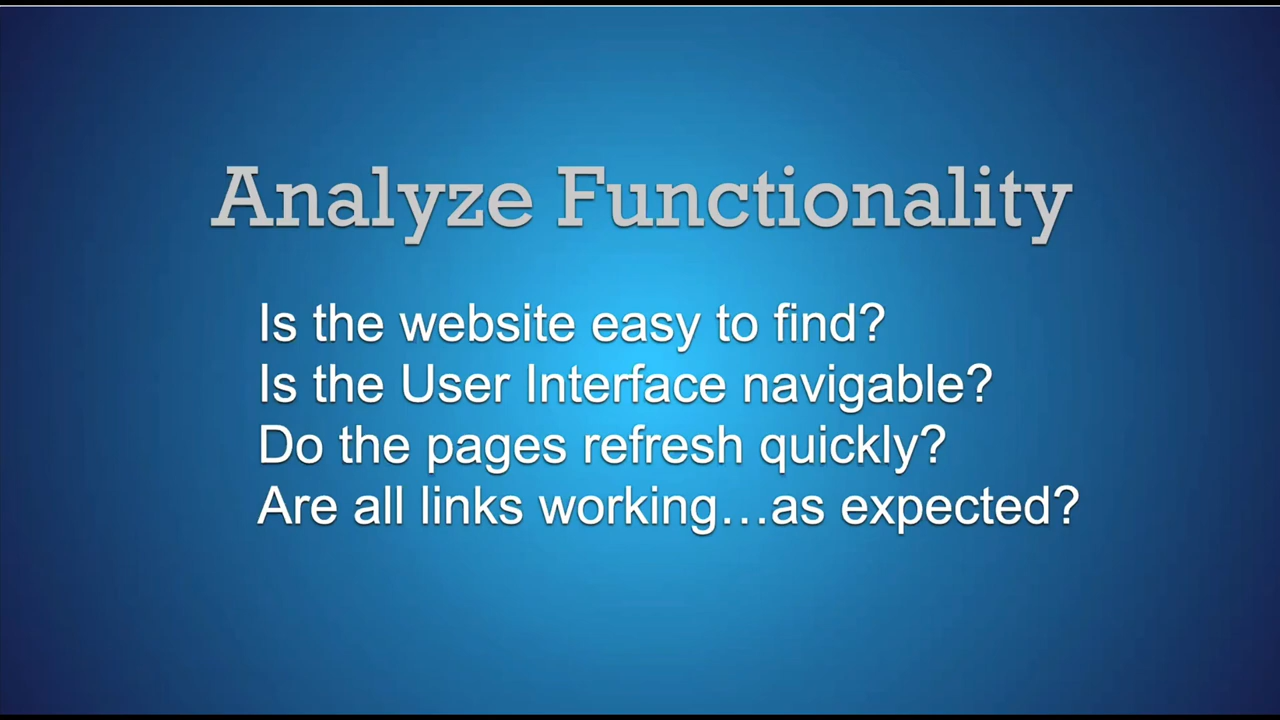 Analyze Functionality
Is the website easy to find?
Is the User Interface navigable?
Do the pages refresh quickly?
Are all links working…as expected?